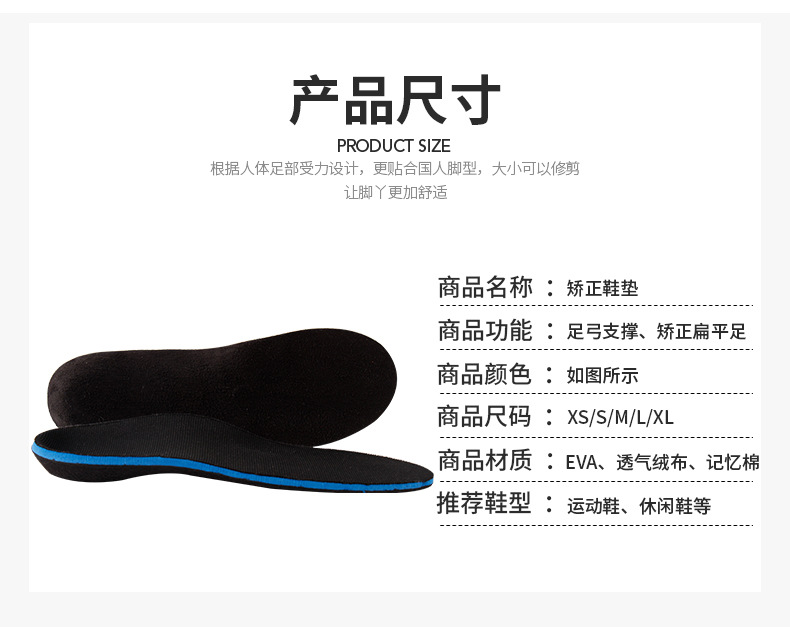 产品尺寸
PRODUCT SIZE
根据人体足部受力设计，更贴合国人脚型，大小可以修剪
让脚丫更加舒适
商品名称 ：矫正鞋垫
商品功能 ：足弓支撑、矫正扁平足
商品颜色 ：如图所示
商品尺码 ：XS/S/M/L/XL
商品材质 ：EVA、透气绒布、记忆棉
推荐鞋型 ：运动鞋、休闲鞋等